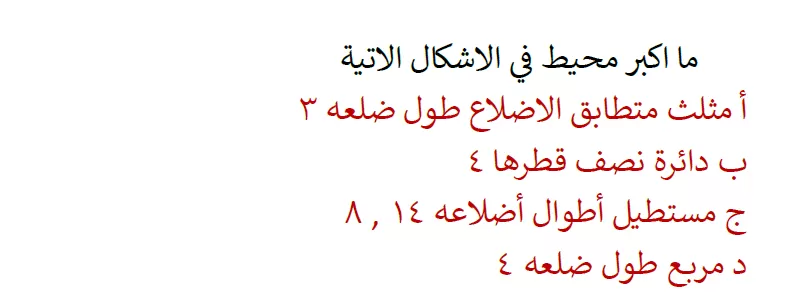 ما اكبر محيط في الاشكال الاتية
أ مثلث متطابق الاضلاع طول ضلعه ٣
ب دائرة نصف قطرها ٤
ج مستطيل أطوال أضلاعه ١٤ , ٨
د مربع طول ضلعه ٤